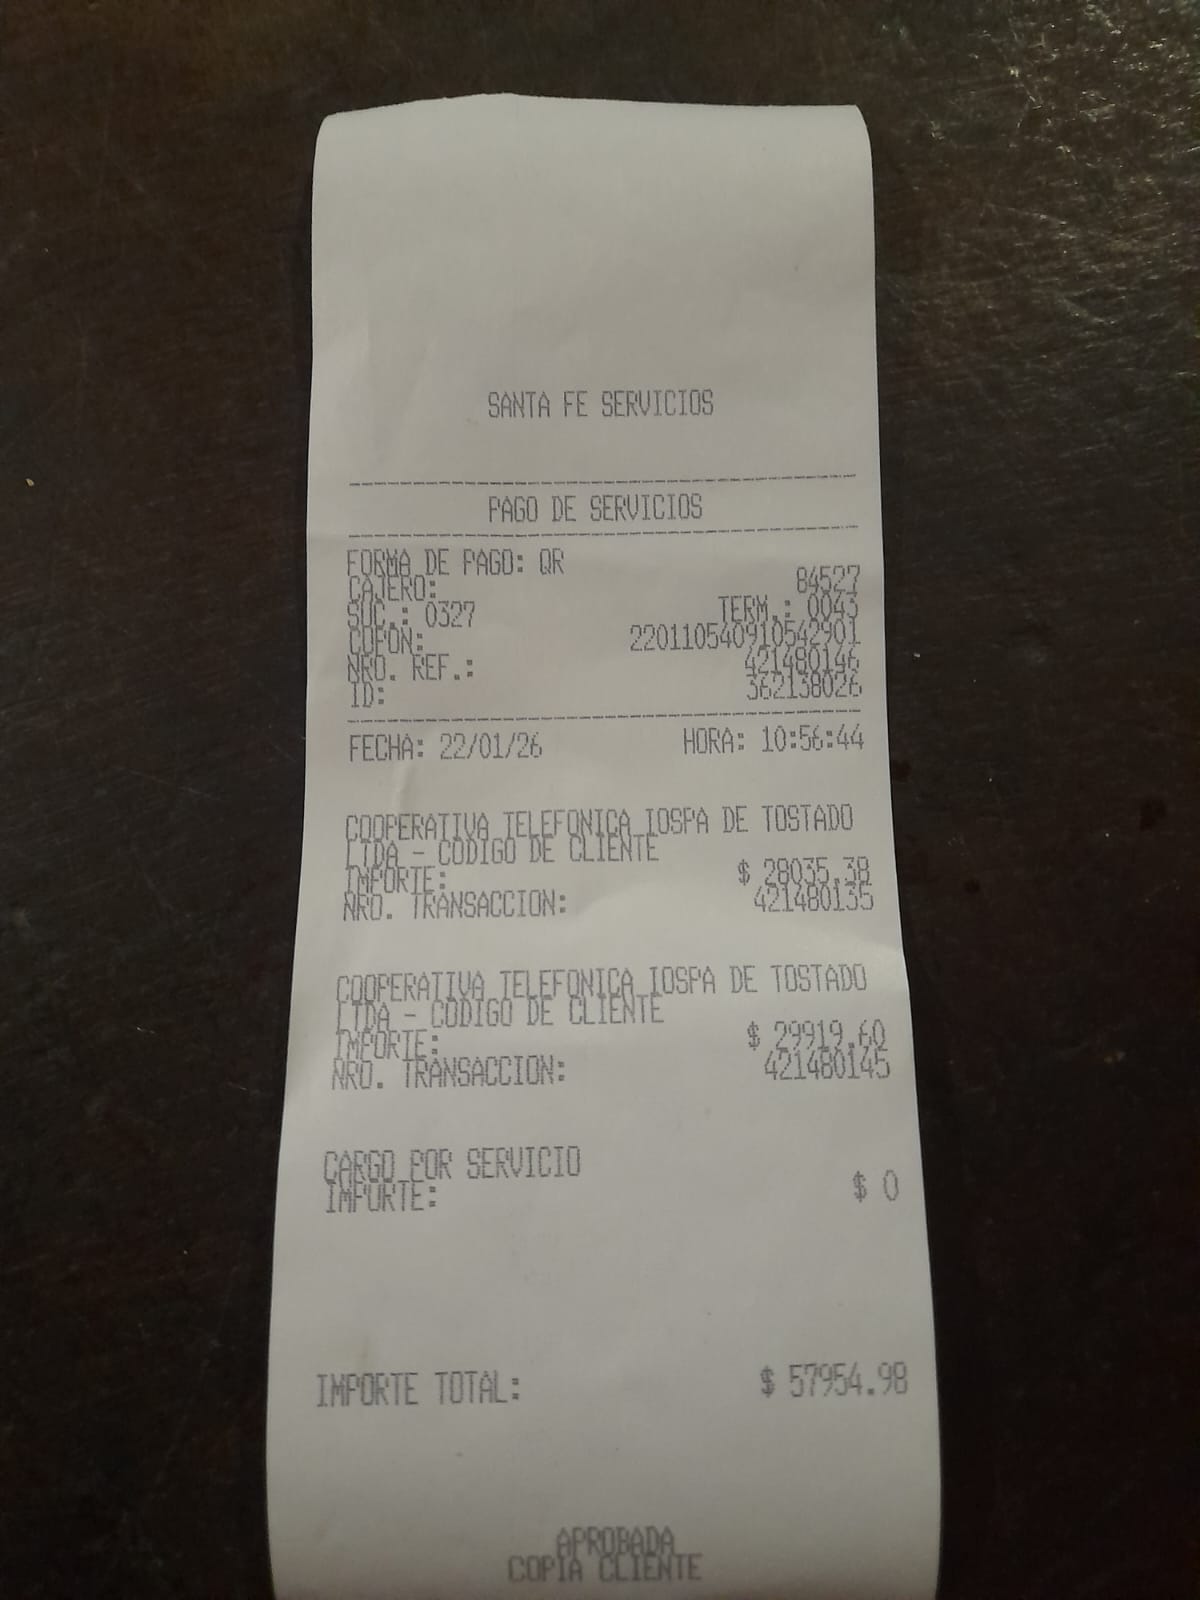 SANTA FE SERVICIOS
PAGO DE SERVICIOS
FORMA DE PAGO: QR
CAJERO: 84527
SUC.: 0327 TERM.: 0043
CUPON: 220110540910542901
NRO. REF.: 421480146
ID: 362138026
FECHA: 22/01/26 HORA: 10:56:44
COOPERATIVA TELEFONICA IOSPA DE TOSTADO
LTDA - CODIGO DE CLIENTE
IMPORTE: $ 28035.38
NRO. TRANSACCION: 421480135
COOPERATIVA TELEFONICA IOSPA DE TOSTADO
LTDA - CODIGO DE CLIENTE
IMPORTE: $ 29919.60
NRO. TRANSACCION: 421480145
CARGO POR SERVICIO
IMPORTE: $ 0
IMPORTE TOTAL: $ 57954.98
APROBADA
COPIA CLIENTE